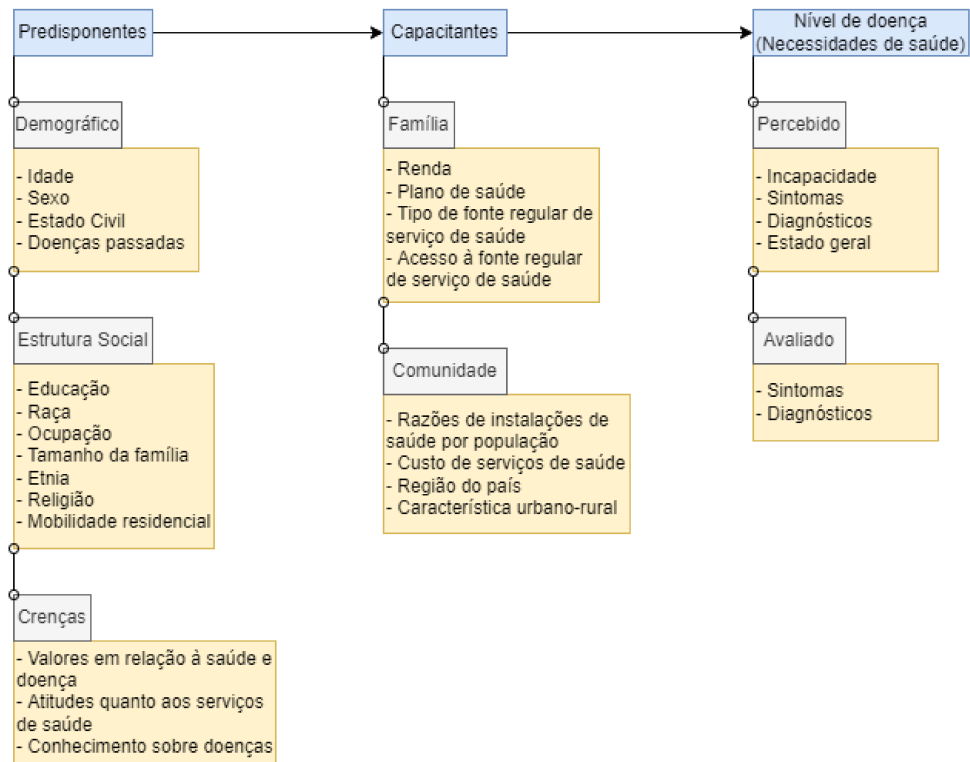 Predisponentes
Capacitantes
Nível de doença
(Necessidades de saúde)
Demográfico
- Idade
- Sexo
- Estado Civil
- Doenças passadas
Estrutura Social
- Educação
- Raça
- Ocupação
- Tamanho da família
- Etnia
- Religião
- Mobilidade residencial
Crenças
- Valores em relação à saúde e
doença
- Atitudes quanto aos serviços
de saúde
- Conhecimento sobre doenças
Família
- Renda
- Plano de saúde
- Tipo de fonte regular de
serviço de saúde
- Acesso à fonte regular
de serviço de saúde
Comunidade
- Razões de instalações de
saúde por população
- Custo de serviços de saúde
- Região do país
- Característica urbano-rural
Percebido
- Incapacidade
- Sintomas
- Diagnósticos
- Estado geral
Avaliado
- Sintomas
- Diagnósticos